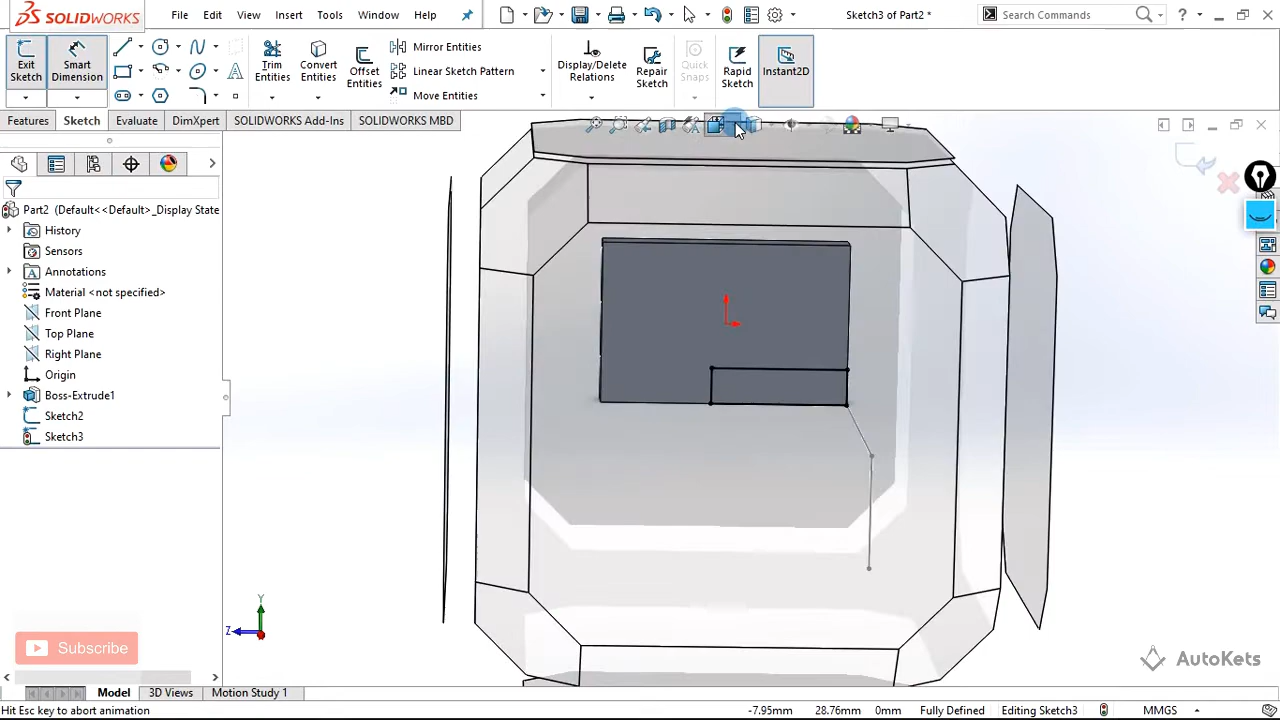 SOLIDWORKS File Edit View Insert Tools Window Help Sketch3 of Part2 * Search Commands ?
Exit Sketch
Smart Dimension
Trim Entities
Convert Entities
Offset Entities
Mirror Entities
Linear Sketch Pattern
Move Entities
Display/Delete Relations
Repair Sketch
Quick Snaps
Rapid Sketch
Instant2D
Features Sketch Evaluate DimXpert SOLIDWORKS Add-Ins SOLIDWORKS MBD
Part2 (Default<<Default>_Display State
History
Sensors
Annotations
Material <not specified>
Front Plane
Top Plane
Right Plane
Origin
Boss-Extrude1
Sketch2
Sketch3
Y
Z
Subscribe
AutoKets
Model 3D Views Motion Study 1
Hit Esc key to abort animation -7.95mm 28.76mm 0mm Fully Defined Editing Sketch3 MMGS